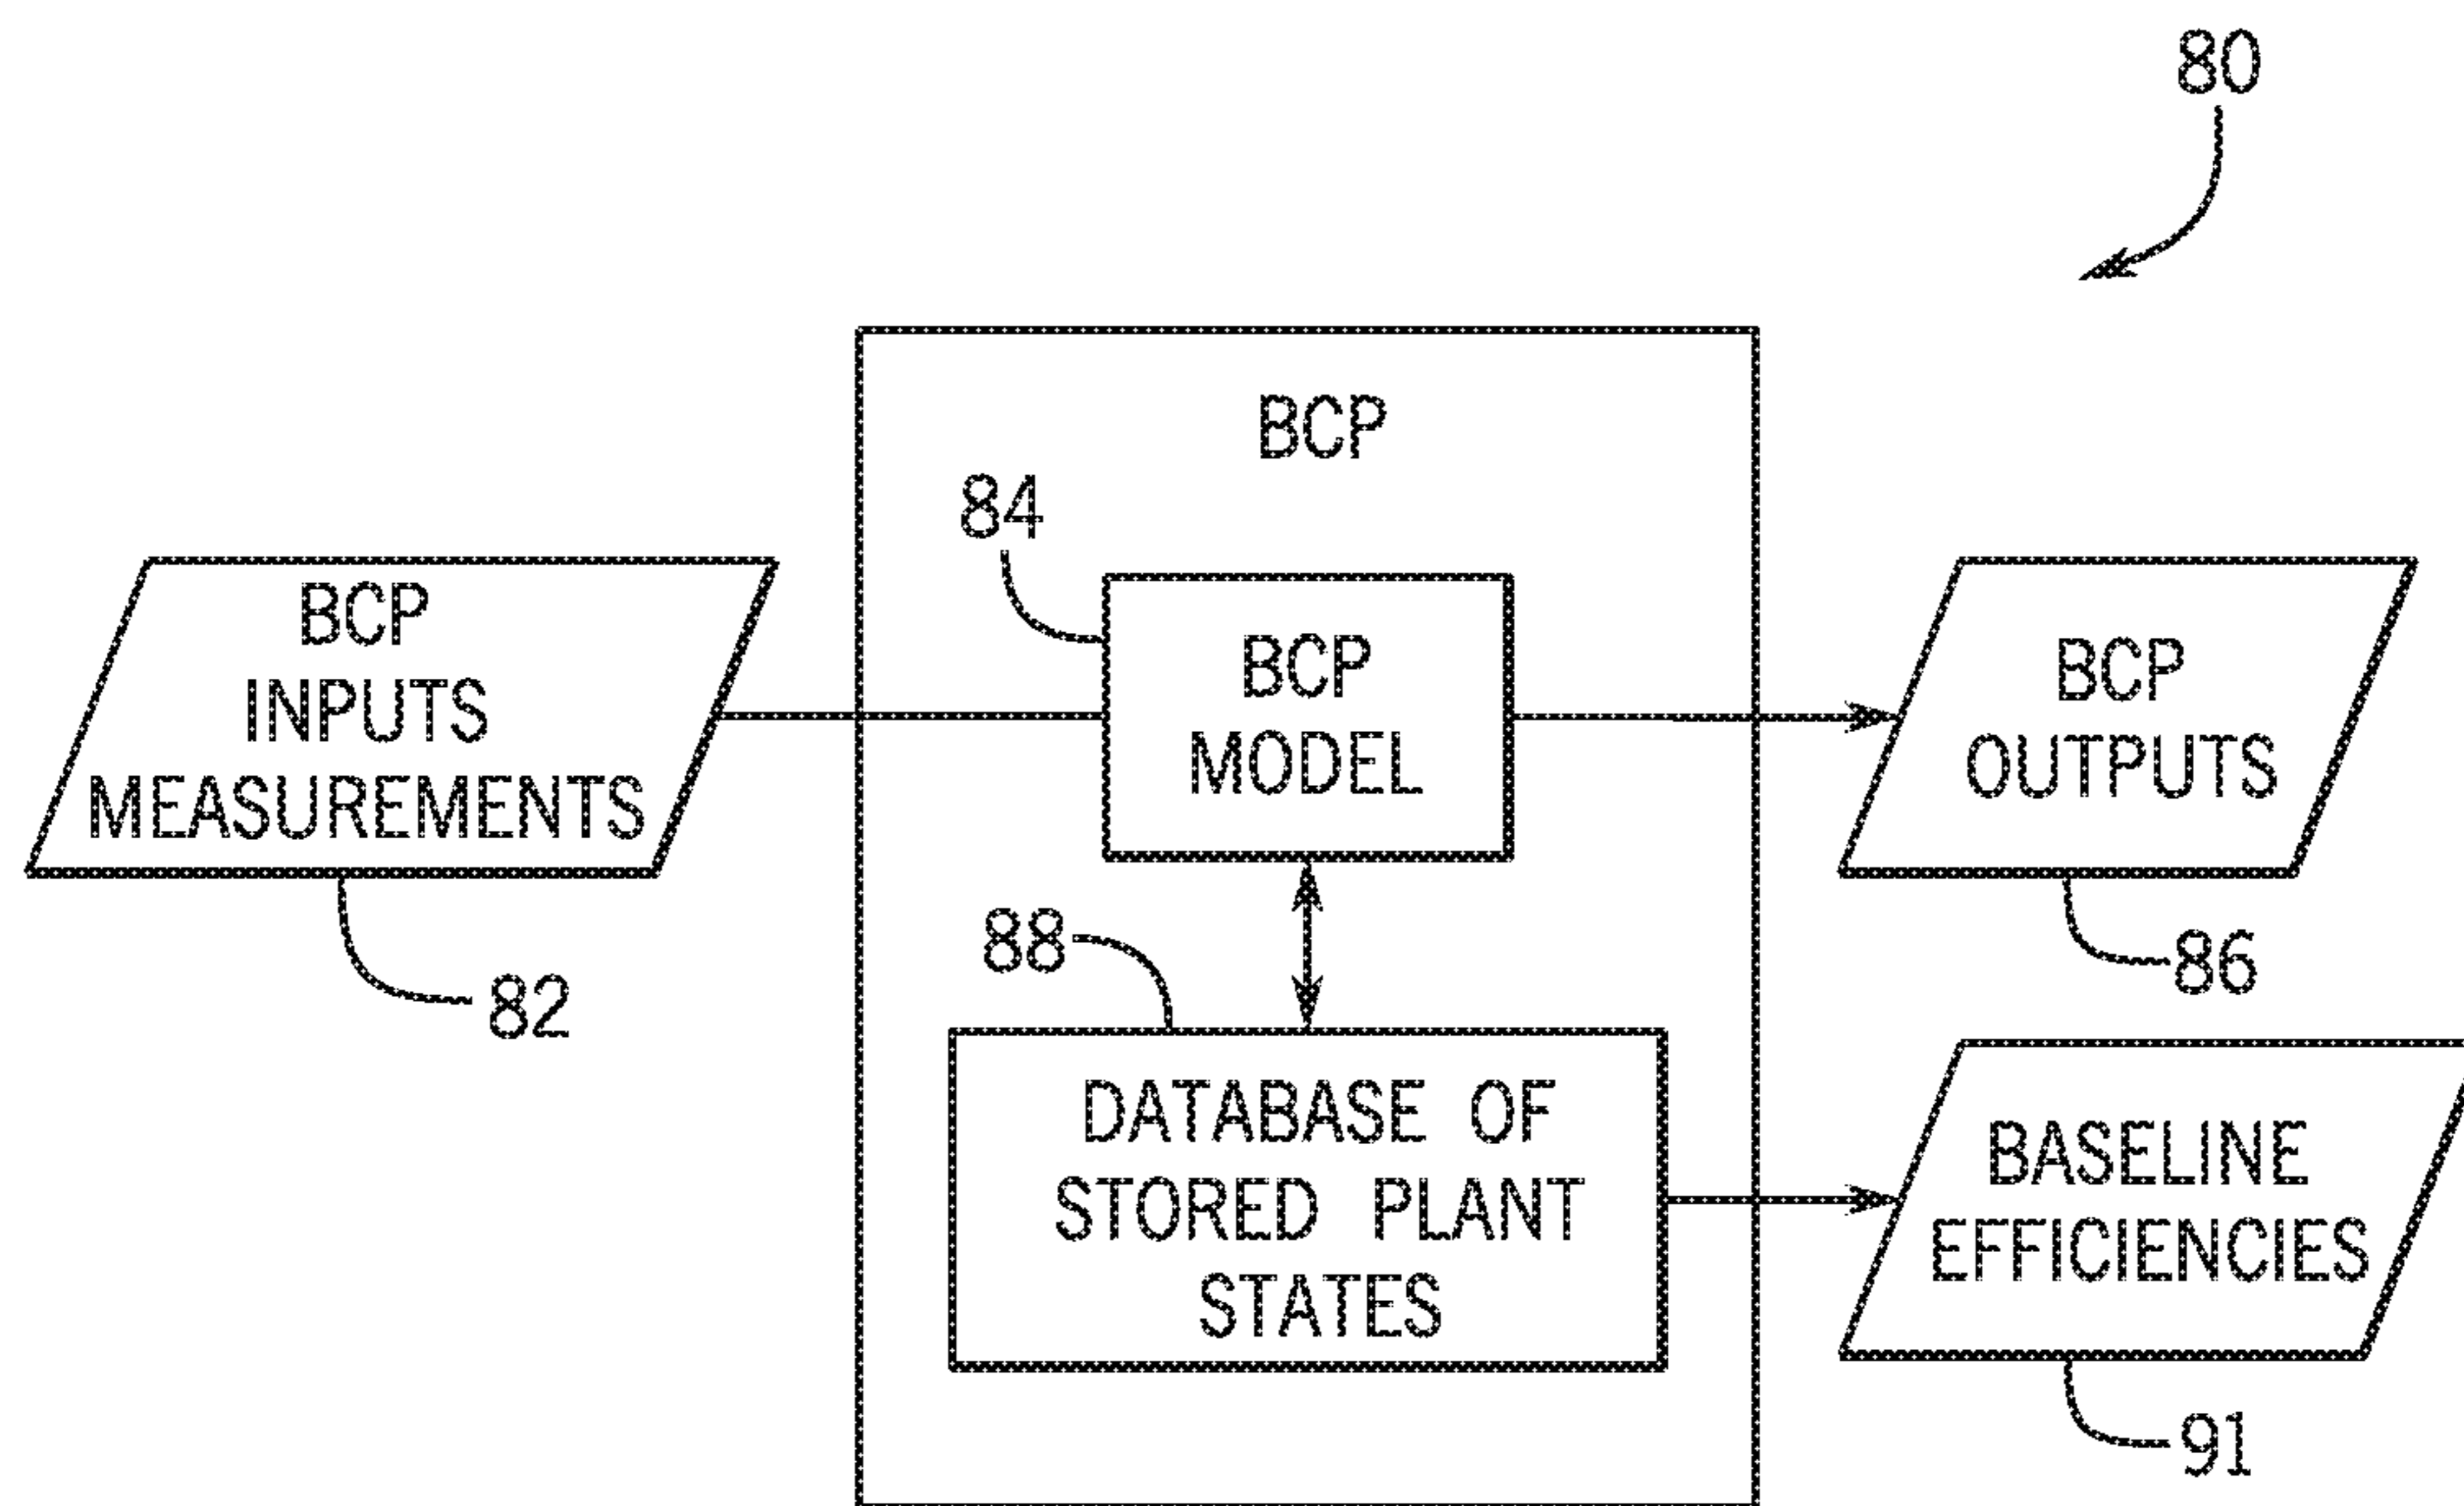 80
BCP
84
BCP
INPUTS
MEASUREMENTS
82
BCP
MODEL
BCP
OUTPUTS
86
88
DATABASE OF
STORED PLANT
STATES
BASELINE
EFFICIENCIES
91